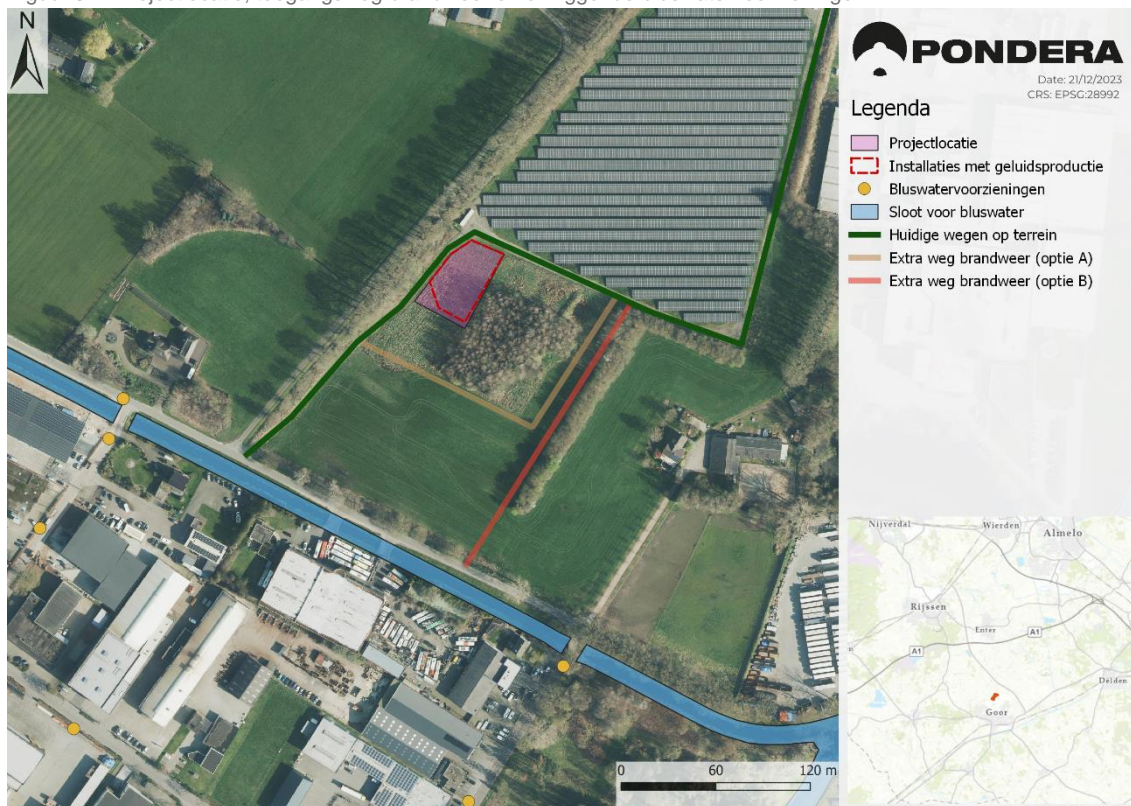 N
PONDERA
Date: 21/12/2023
CRS: EPSG:28992
Legenda
Projectlocatie
Installaties met geluidsproductie
Bluswatervoorzieningen
Sloot voor bluswater
Huidige wegen op terrein
Extra weg brandweer (optie A)
Extra weg brandweer (optie B)
Nijverdal
Wierden
Almelo
Rijssen
Enter
A1
A1
Delden
Goor
0 60 120 m